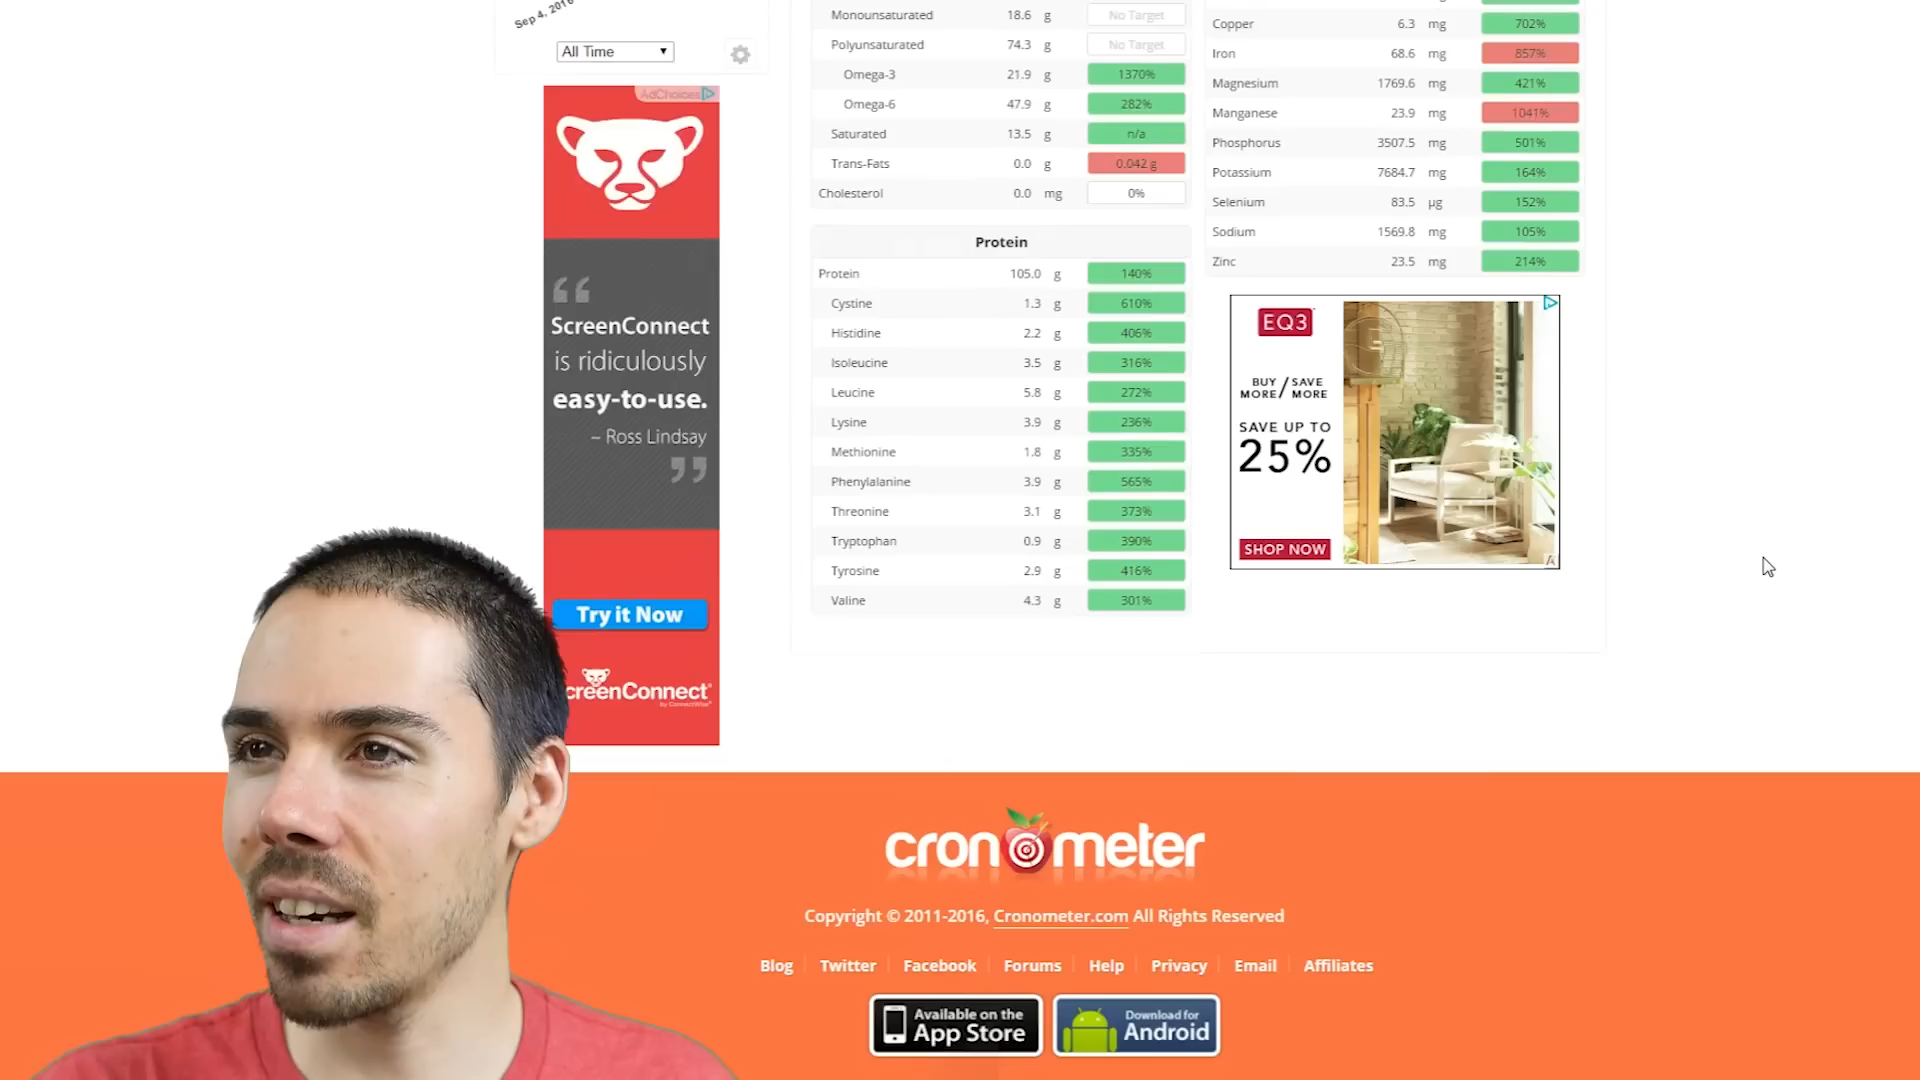 Sep 4, 2016
All Time
AdChoices
ScreenConnect
is ridiculously
easy-to-use.
~ Ross Lindsay
Try it Now
creenConnect
by ConnectWise
Monounsaturated 18.6 g No Target
Polyunsaturated 74.3 g No Target
Omega-3 21.9 g 1370%
Omega-6 47.9 g 282%
Saturated 13.5 g n/a
Trans-Fats 0.0 g 0.042 g
Cholesterol 0.0 mg 0%
Protein
Protein 105.0 g 140%
Cystine 1.3 g 610%
Histidine 2.2 g 406%
Isoleucine 3.5 g 316%
Leucine 5.8 g 272%
Lysine 3.9 g 236%
Methionine 1.8 g 335%
Phenylalanine 3.9 g 565%
Threonine 3.1 g 373%
Tryptophan 0.9 g 390%
Tyrosine 2.9 g 416%
Valine 4.3 g 301%
Copper 6.3 mg 702%
Iron 68.6 mg 857%
Magnesium 1769.6 mg 421%
Manganese 23.9 mg 1041%
Phosphorus 3507.5 mg 501%
Potassium 7684.7 mg 164%
Selenium 83.5 µg 152%
Sodium 1569.8 mg 105%
Zinc 23.5 mg 214%
EQ3
BUY / SAVE
MORE / MORE
SAVE UP TO
25%
SHOP NOW
cronometer
Copyright © 2011-2016, Cronometer.com All Rights Reserved
Blog Twitter Facebook Forums Help Privacy Email Affiliates
Available on the
App Store
Download for
Android